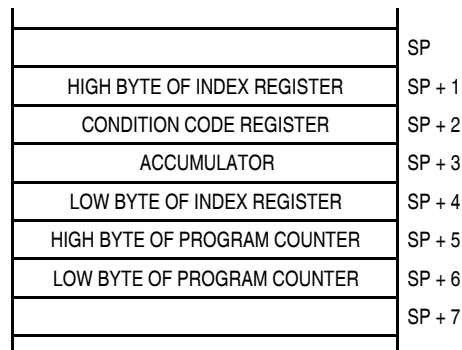 SP
HIGH BYTE OF INDEX REGISTER SP + 1
CONDITION CODE REGISTER SP + 2
ACCUMULATOR SP + 3
LOW BYTE OF INDEX REGISTER SP + 4
HIGH BYTE OF PROGRAM COUNTER SP + 5
LOW BYTE OF PROGRAM COUNTER SP + 6
SP + 7